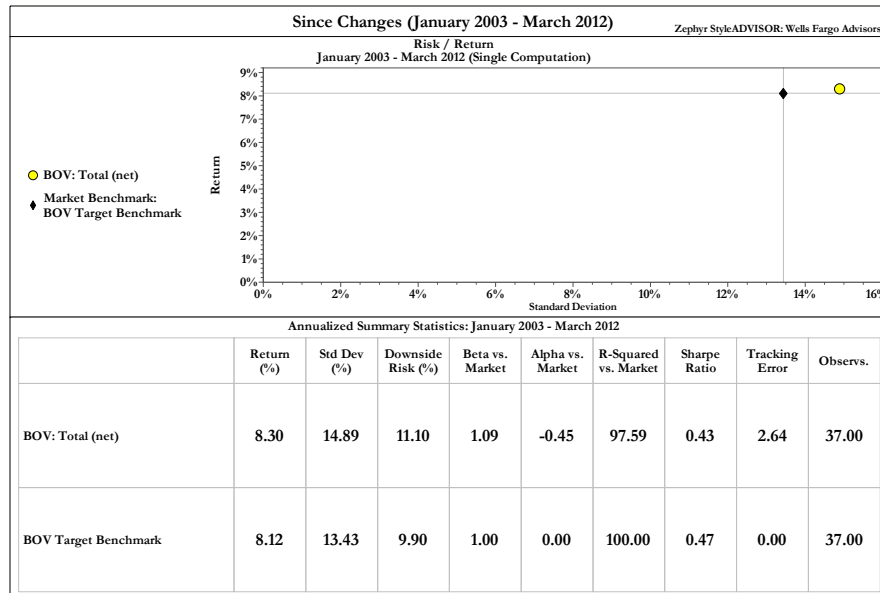 Since Changes (January 2003 - March 2012)
Zephyr StyleADVISOR: Wells Fargo Advisors
Risk / Return
January 2003 - March 2012 (Single Computation)
9%
8%
7%
6%
5%
4%
3%
2%
1%
0%
Return
0% 2% 4% 6% 8% 10% 12% 14% 16%
Standard Deviation
BOV: Total (net)
Market Benchmark:
BOV Target Benchmark
Annualized Summary Statistics: January 2003 - March 2012
Return (%) Std Dev (%) Downside Risk (%) Beta vs. Market Alpha vs. Market R-Squared vs. Market Sharpe Ratio Tracking Error Observs.
BOV: Total (net) 8.30 14.89 11.10 1.09 -0.45 97.59 0.43 2.64 37.00
BOV Target Benchmark 8.12 13.43 9.90 1.00 0.00 100.00 0.47 0.00 37.00